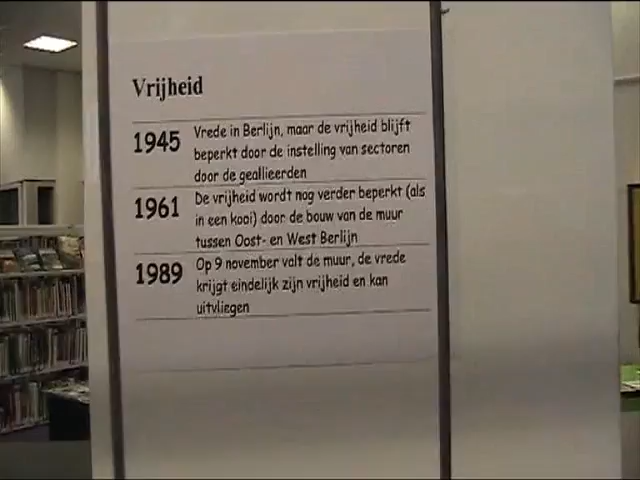 Vrijheid
1945 Vrede in Berlijn, maar de vrijheid blijft
beperkt door de instelling van sectoren
door de geallieerden
1961 De vrijheid wordt nog verder beperkt (als
in een kooi) door de bouw van de muur
tussen Oost- en West Berlijn
1989 Op 9 november valt de muur, de vrede
krijgt eindelijk zijn vrijheid en kan
uitvliegen